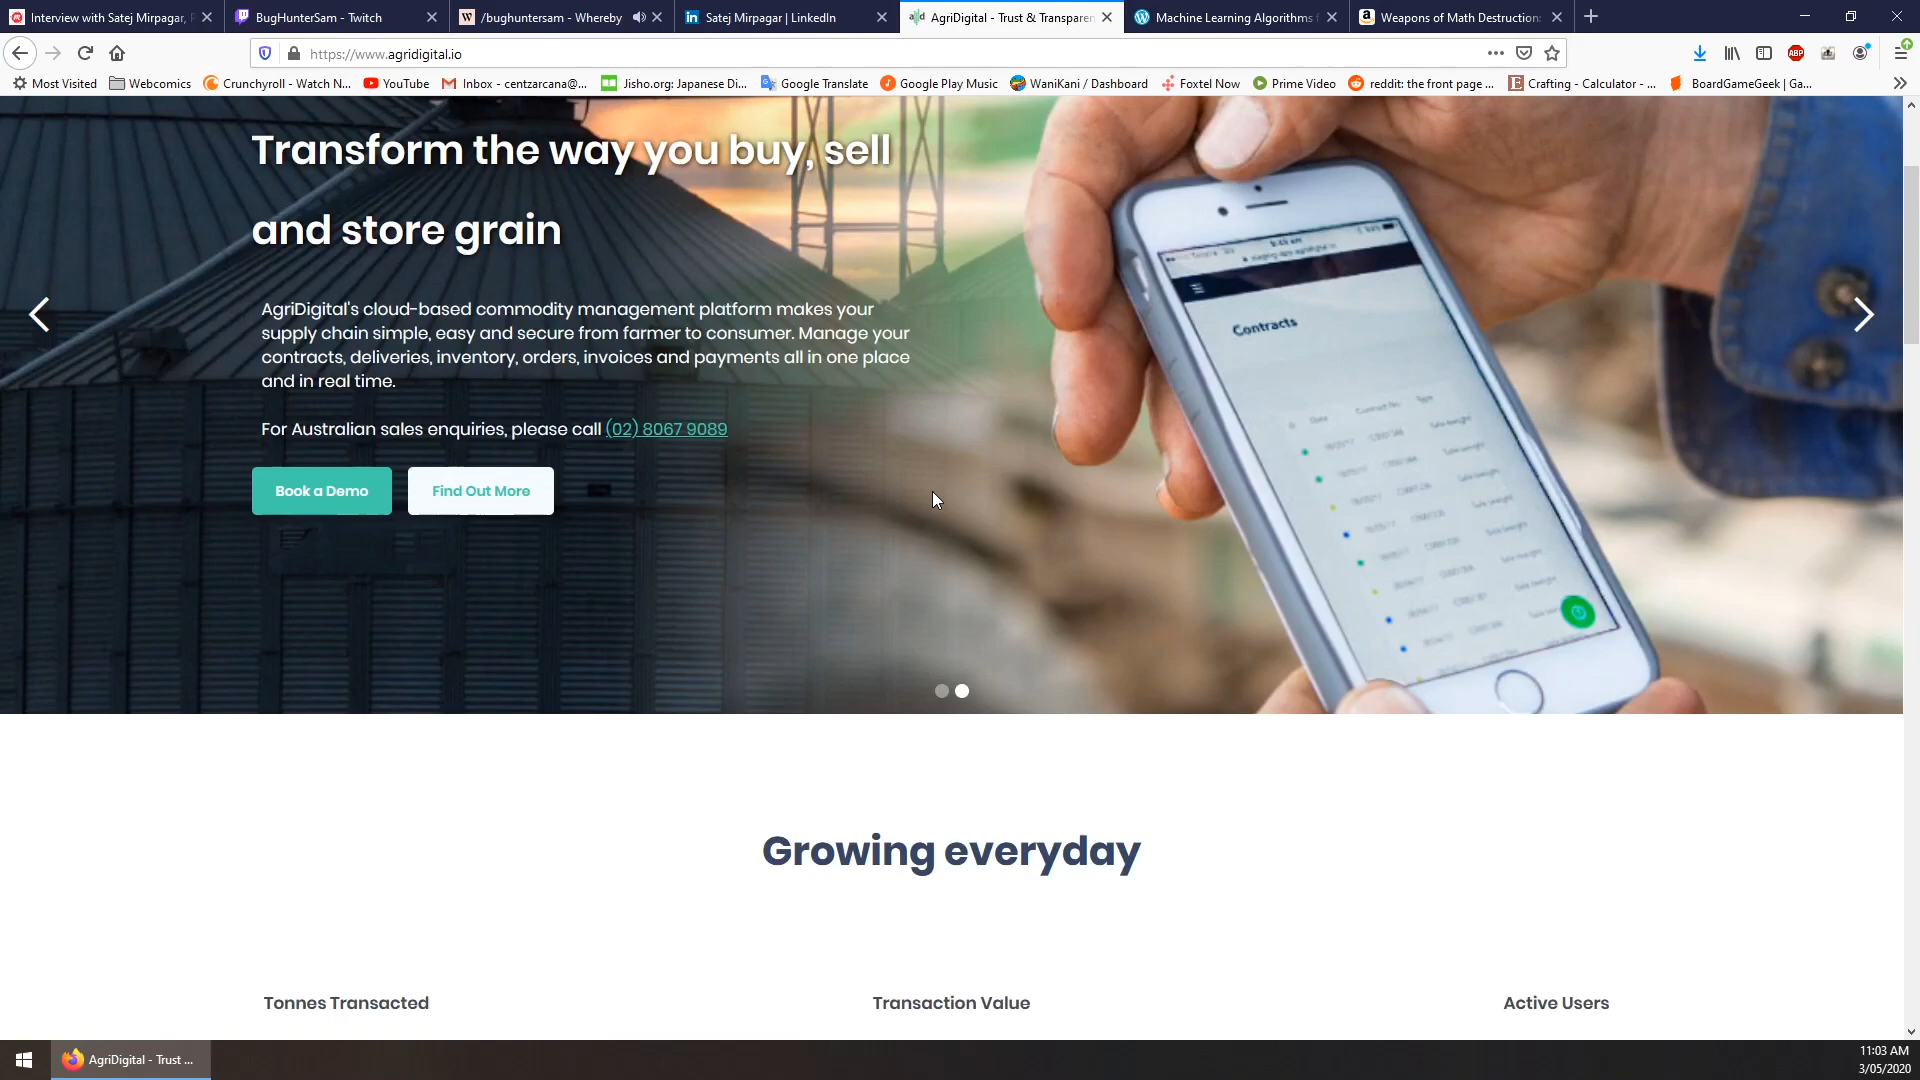 Interview with Satej Mirpagar,
BugHunterSam - Twitch
/bughuntersam - Whereby
Satej Mirpagar | LinkedIn
AgriDigital - Trust & Transparen
Machine Learning Algorithms
Weapons of Math Destruction:
https://www.agridigital.io
Most Visited
Webcomics
Crunchyroll - Watch N...
YouTube
Inbox - centzarcana@...
Jisho.org: Japanese Di...
Google Translate
Google Play Music
WaniKani / Dashboard
Foxtel Now
Prime Video
reddit: the front page ...
Crafting - Calculator - ...
BoardGameGeek | Ga...
ABP
Transform the way you buy, sell
and store grain
AgriDigital's cloud-based commodity management platform makes your
supply chain simple, easy and secure from farmer to consumer. Manage your
contracts, deliveries, inventory, orders, invoices and payments all in one place
and in real time.
For Australian sales enquiries, please call (02) 8067 9089
Book a Demo
Find Out More
Contracts
Growing everyday
Tonnes Transacted
Transaction Value
Active Users
AgriDigital - Trust ...
11:03 AM
3/05/2020